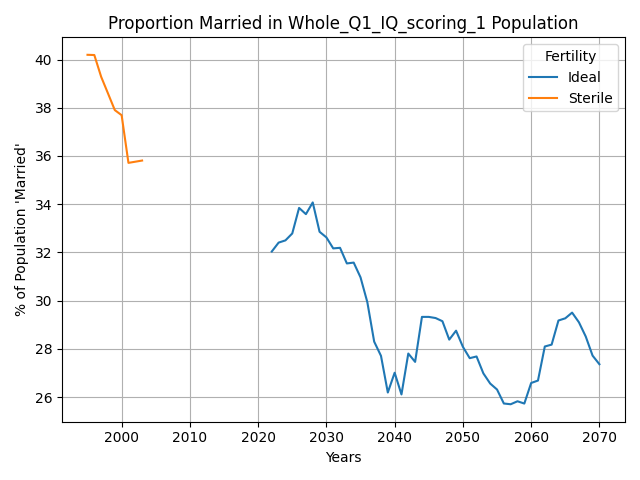 Proportion Married in Whole_Q1_IQ_scoring_1 Population
Fertility
Ideal
Sterile
% of Population 'Married'
40
38
36
34
32
30
28
26
2000
2010
2020
2030
2040
2050
2060
2070
Years